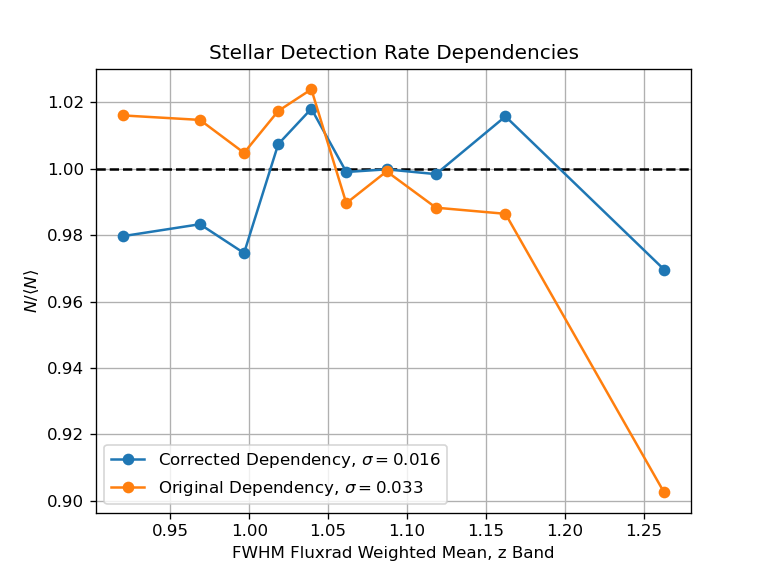 Stellar Detection Rate Dependencies
N/⟨N⟩
1.02
1.00
0.98
0.96
0.94
0.92
0.90
Corrected Dependency, σ = 0.016
Original Dependency, σ = 0.033
0.95 1.00 1.05 1.10 1.15 1.20 1.25
FWHM Fluxrad Weighted Mean, z Band